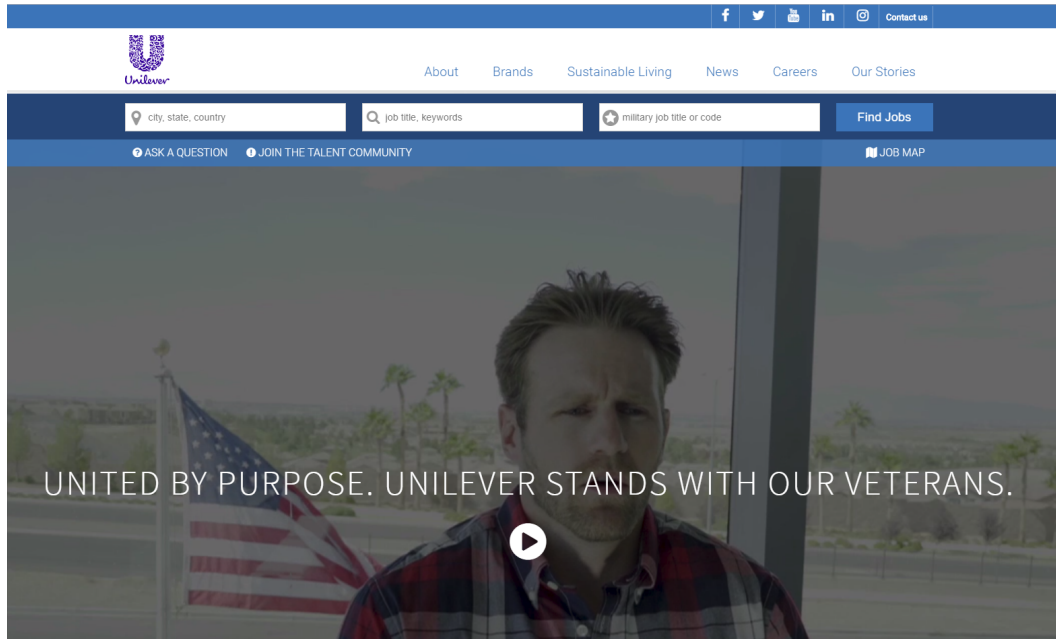 Contact us
Unilever
About Brands Sustainable Living News Careers Our Stories
city, state, country job title, keywords military job title or code Find Jobs
ASK A QUESTION JOIN THE TALENT COMMUNITY JOB MAP
UNITED BY PURPOSE. UNILEVER STANDS WITH OUR VETERANS.